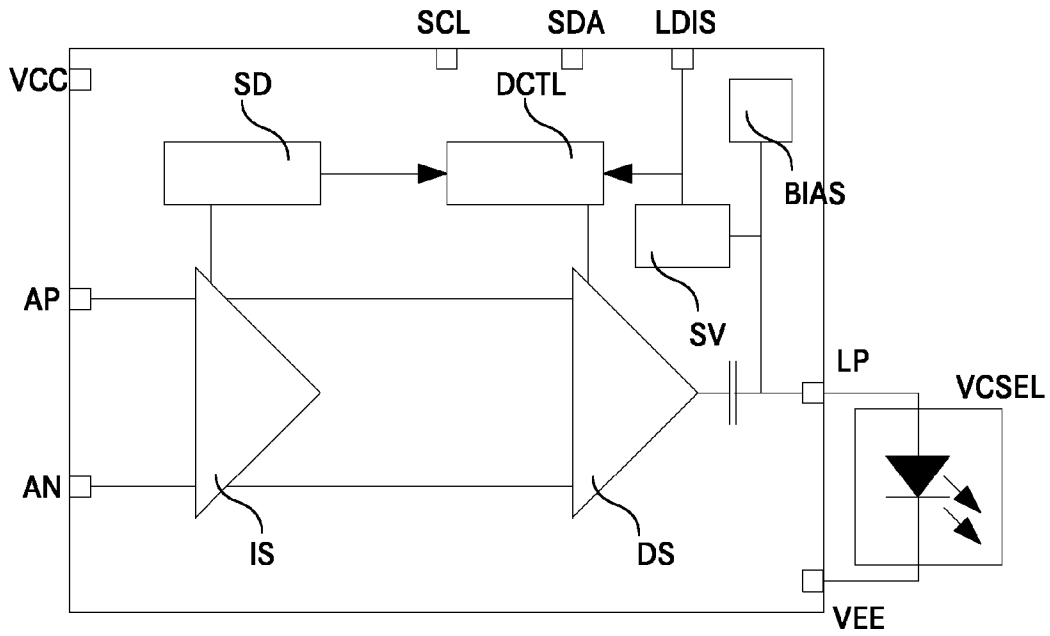 SCL
SDA
LDIS
VCC
SD
DCTL
BIAS
AP
SV
LP
VCSEL
AN
IS
DS
VEE